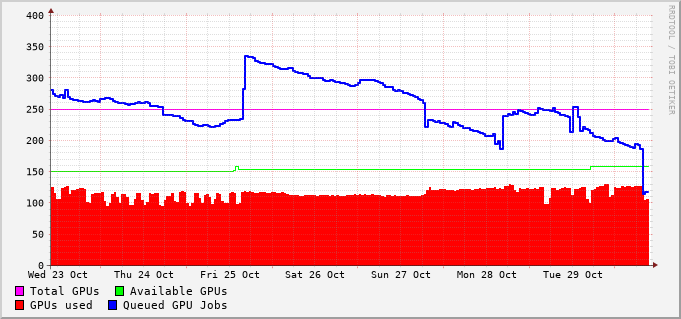 400
350
300
250
200
150
100
50
0
Wed 23 Oct Thu 24 Oct Fri 25 Oct Sat 26 Oct Sun 27 Oct Mon 28 Oct Tue 29 Oct
Total GPUs Available GPUs
GPUs used Queued GPU Jobs
RRDTOOL / TOBI OETIKER